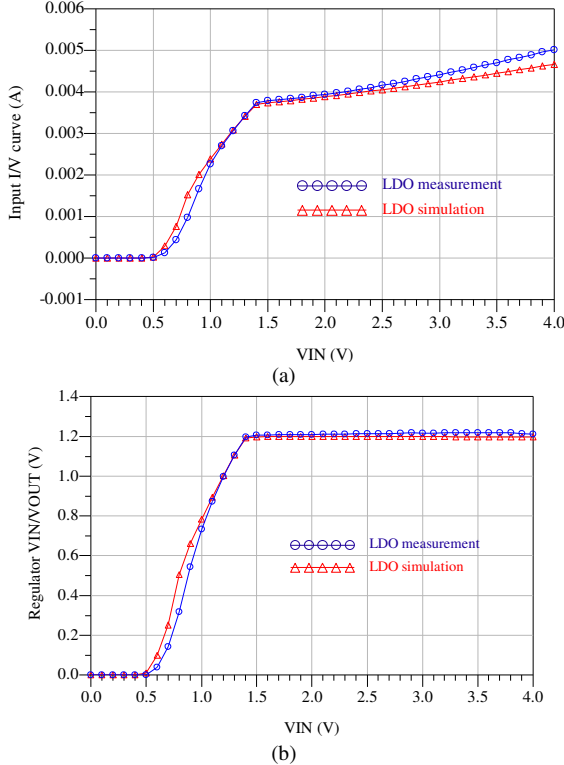 0.006
0.005
0.004
0.003
0.002
0.001
0.000
-0.001
Input I/V curve (A)
LDO measurement
LDO simulation
0.0 0.5 1.0 1.5 2.0 2.5 3.0 3.5 4.0
VIN (V)
(a)
1.4
1.2
1.0
0.8
0.6
0.4
0.2
0.0
Regulator VIN/VOUT (V)
LDO measurement
LDO simulation
0.0 0.5 1.0 1.5 2.0 2.5 3.0 3.5 4.0
VIN (V)
(b)